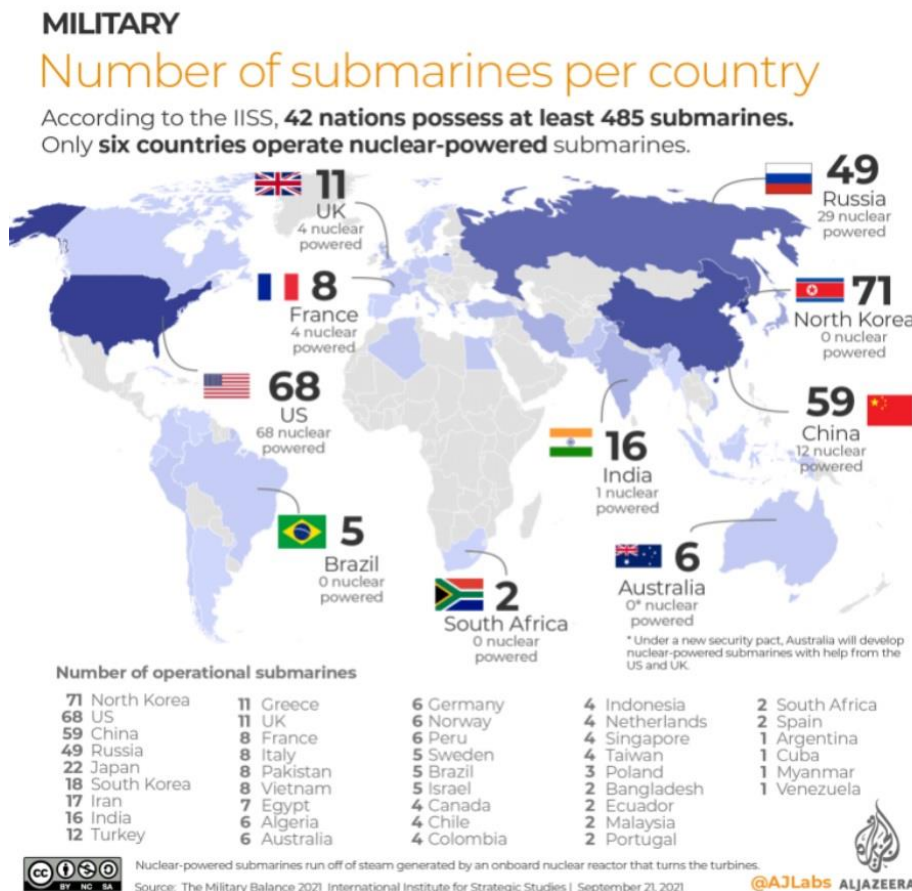 MILITARY
Number of submarines per country
According to the IISS, 42 nations possess at least 485 submarines.
Only six countries operate nuclear-powered submarines.
11
UK
4 nuclear
powered
49
Russia
29 nuclear
powered
8
France
4 nuclear
powered
71
North Korea
0 nuclear
powered
68
US
68 nuclear
powered
59
China
12 nuclear
powered
16
India
1 nuclear
powered
5
Brazil
0 nuclear
powered
2
South Africa
0 nuclear
powered
6
Australia
0* nuclear
powered
* Under a new security pact, Australia will develop
nuclear-powered submarines with help from the
US and UK.
Number of operational submarines
71 North Korea
68 US
59 China
49 Russia
22 Japan
18 South Korea
17 Iran
16 India
12 Turkey
11 Greece
11 UK
8 France
8 Italy
8 Pakistan
8 Vietnam
7 Egypt
6 Algeria
6 Australia
6 Germany
6 Norway
6 Peru
5 Sweden
5 Brazil
5 Israel
4 Canada
4 Chile
4 Colombia
4 Indonesia
4 Netherlands
4 Singapore
4 Taiwan
3 Poland
2 Bangladesh
2 Ecuador
2 Malaysia
2 Portugal
2 South Africa
2 Spain
1 Argentina
1 Cuba
1 Myanmar
1 Venezuela
cc BY NC SA
Nuclear-powered submarines run off of steam generated by an onboard nuclear reactor that turns the turbines.
Source: The Military Balance 2021 International Institute for Strategic Studies | September 21, 2021
@AJLabs ALJAZEERA